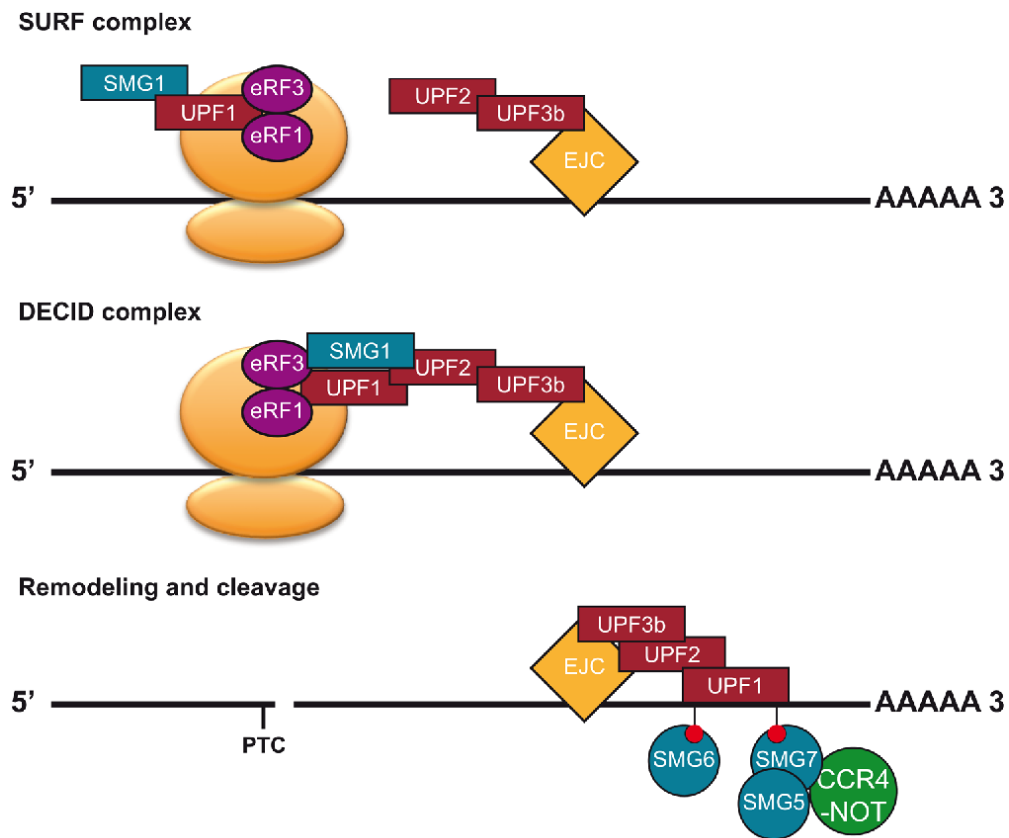 SURF complex
SMG1
UPF1
eRF3
eRF1
UPF2
UPF3b
EJC
5’
AAAAA 3
DECID complex
eRF3
eRF1
SMG1
UPF1
UPF2
UPF3b
EJC
5’
AAAAA 3
Remodeling and cleavage
UPF3b
EJC
UPF2
UPF1
5’
AAAAA 3
PTC
SMG6
SMG7
SMG5
CCR4
-NOT